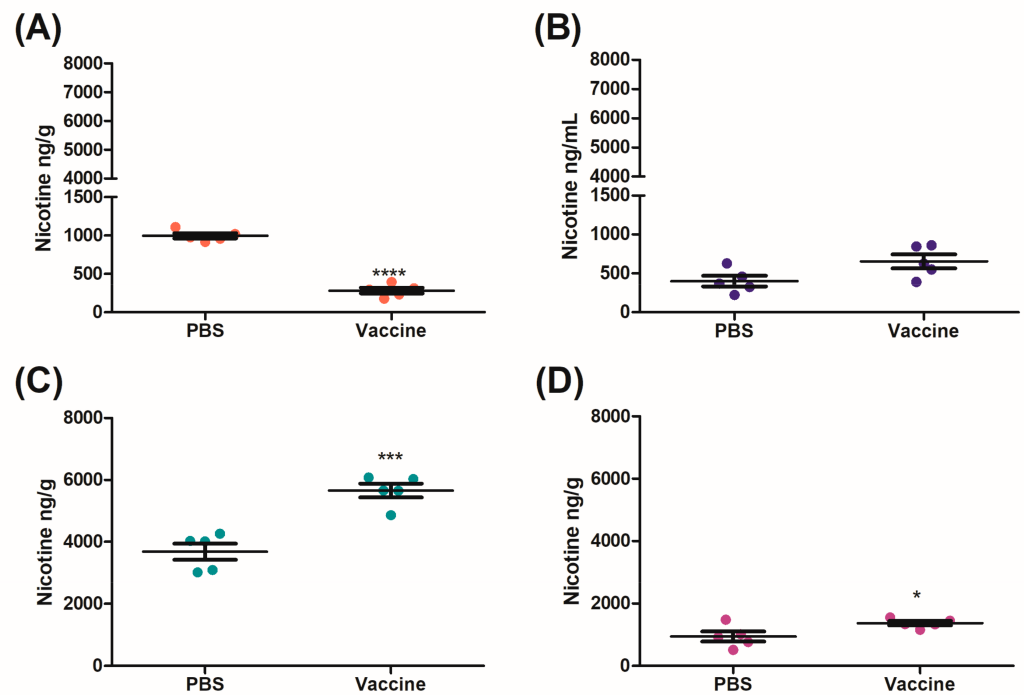 (A)
Nicotine ng/g
8000
7000
6000
5000
4000
1500
1000
500
0
****
PBS
Vaccine
(B)
Nicotine ng/mL
8000
7000
6000
5000
4000
1500
1000
500
0
PBS
Vaccine
(C)
Nicotine ng/g
8000
6000
4000
2000
0
***
PBS
Vaccine
(D)
Nicotine ng/g
8000
6000
4000
2000
0
*
PBS
Vaccine